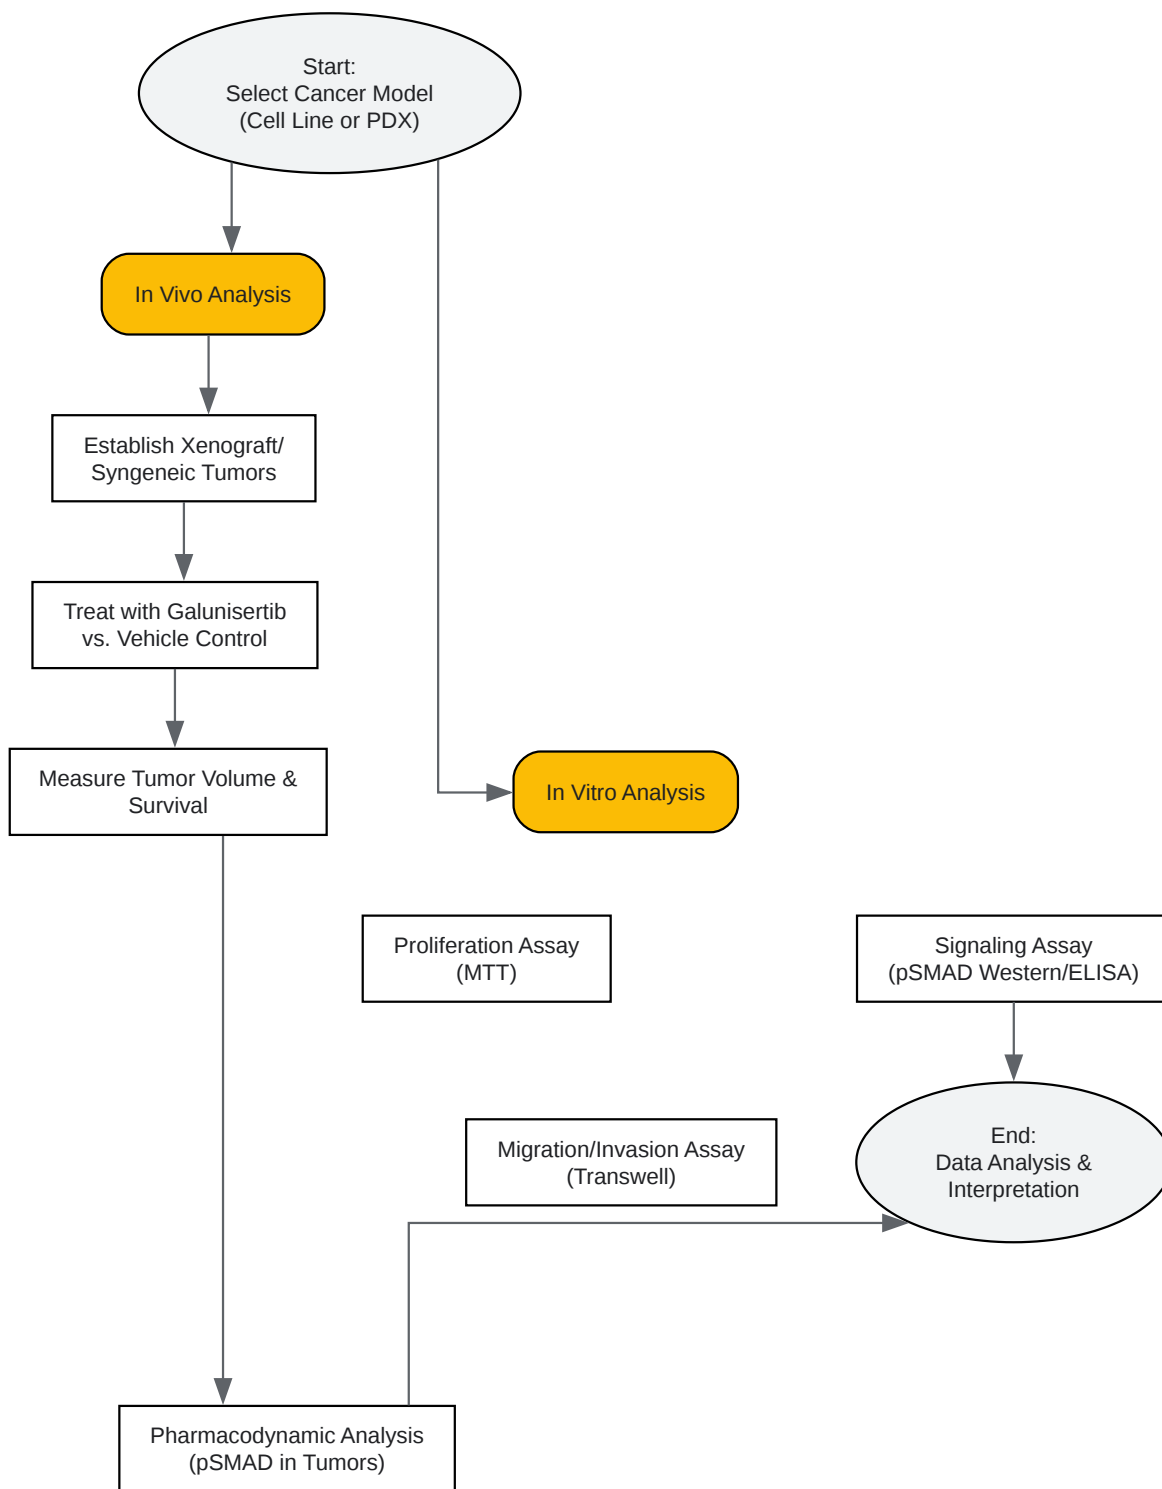 Start:
Select Cancer Model
(Cell Line or PDX)
In Vivo Analysis
Establish Xenograft/
Syngeneic Tumors
Treat with Galunisertib
vs. Vehicle Control
Measure Tumor Volume &
Survival
In Vitro Analysis
Proliferation Assay
(MTT)
Signaling Assay
(pSMAD Western/ELISA)
Migration/Invasion Assay
(Transwell)
End:
Data Analysis &
Interpretation
Pharmacodynamic Analysis
(pSMAD in Tumors)